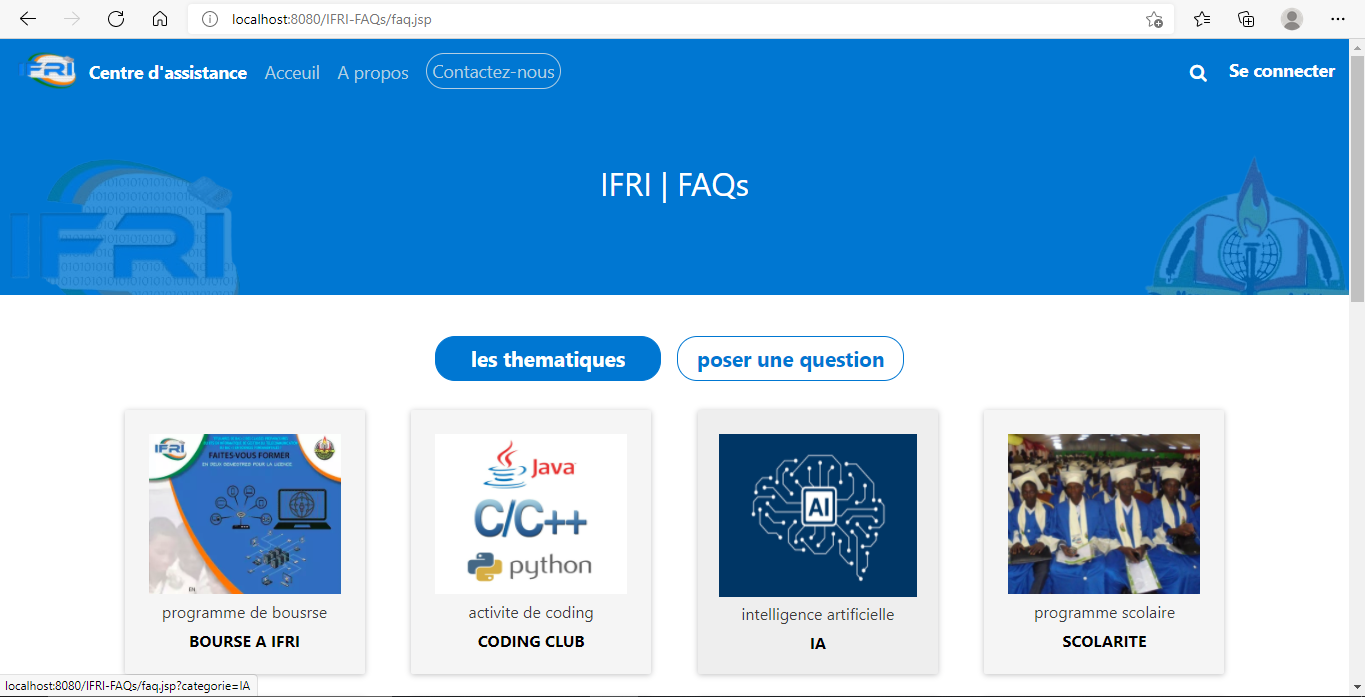 localhost:8080/IFRI-FAQs/faq.jsp
IFRI Centre d'assistance Acceuil A propos Contactez-nous Se connecter
IFRI | FAQs
IFRI
les thematiques poser une question
IFRI
FAITES-VOUS FORMER
EN DEUX SEMESTRES POUR LA LICENCE
Java
C/C++
python
AI
programme de bousrse
BOURSE A IFRI
activite de coding
CODING CLUB
intelligence artificielle
IA
programme scolaire
SCOLARITE
localhost:8080/IFRI-FAQs/faq.jsp?categorie=IA